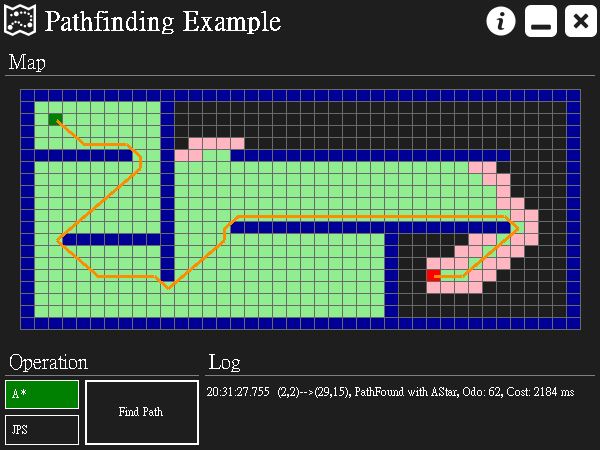 Pathfinding Example
Map
Operation
Log
A*
Find Path
JPS
20:31:27.755 (2,2)-->(29,15), PathFound with AStar, Odo: 62, Cost: 2184 ms